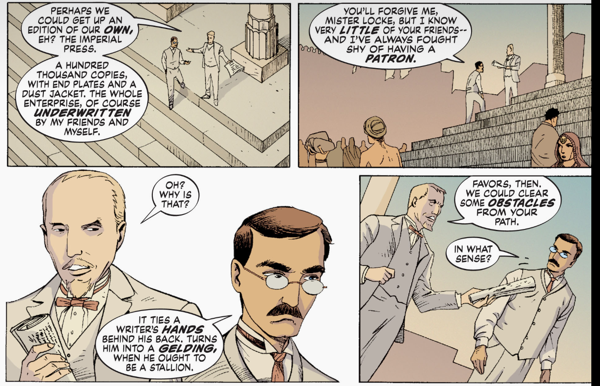 PERHAPS WE
COULD GET UP AN
EDITION OF OUR OWN,
EH? THE IMPERIAL
PRESS.
A HUNDRED
THOUSAND COPIES,
WITH END PLATES AND A
DUST JACKET. THE WHOLE
ENTERPRISE, OF COURSE
UNDERWRITTEN
BY MY FRIENDS AND
MYSELF.
YOU'LL FORGIVE ME,
MISTER LOCKE, BUT I KNOW
VERY LITTLE OF YOUR FRIENDS--
AND I'VE ALWAYS FOUGHT
SHY OF HAVING A
PATRON.
OH?
WHY IS
THAT?
IT TIES A
WRITER'S HANDS
BEHIND HIS BACK. TURNS
HIM INTO A GELDING,
WHEN HE OUGHT TO
BE A STALLION.
FAVORS, THEN.
WE COULD CLEAR
SOME OBSTACLES
FROM YOUR
PATH.
IN WHAT
SENSE?